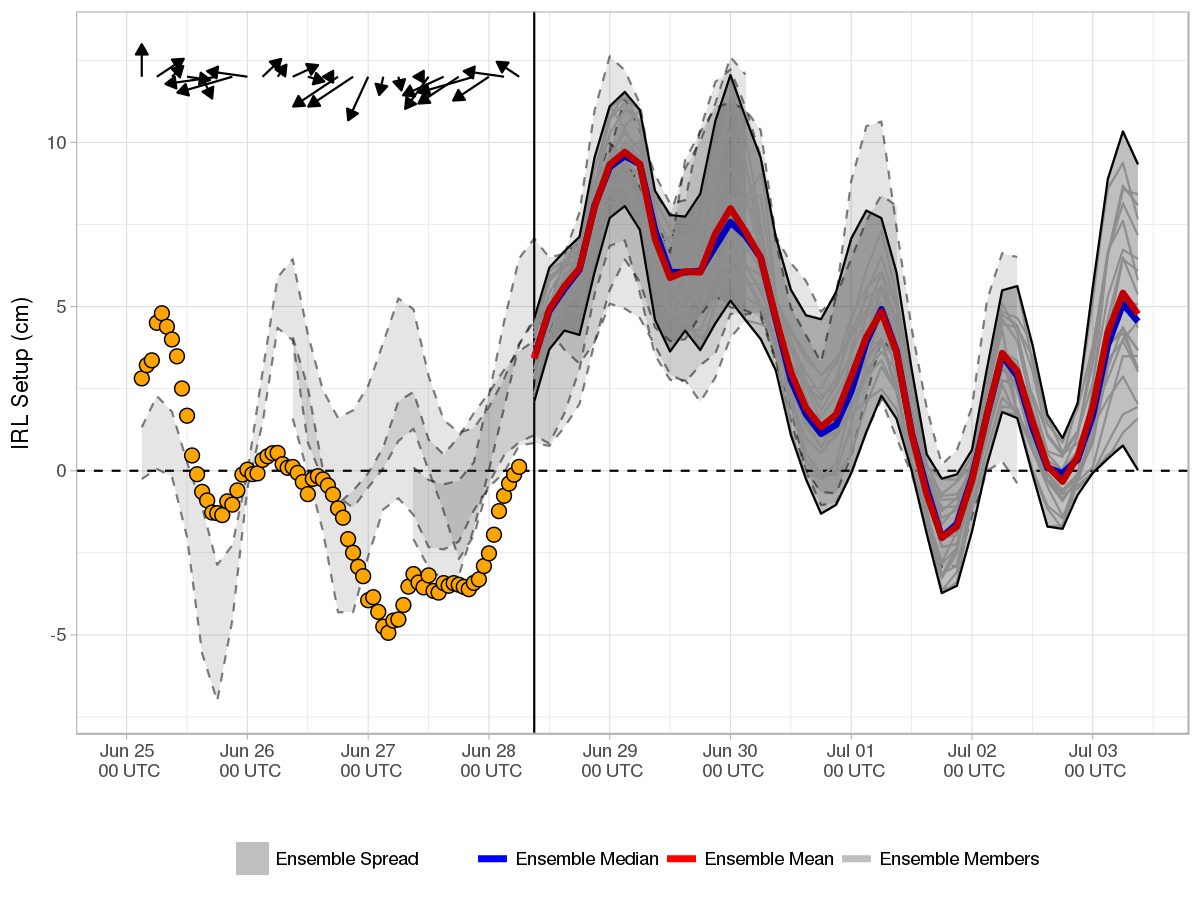 IRL Setup (cm)
10
5
0
-5
Jun 25
00 UTC
Jun 26
00 UTC
Jun 27
00 UTC
Jun 28
00 UTC
Jun 29
00 UTC
Jun 30
00 UTC
Jul 01
00 UTC
Jul 02
00 UTC
Jul 03
00 UTC
Ensemble Spread
Ensemble Median
Ensemble Mean
Ensemble Members